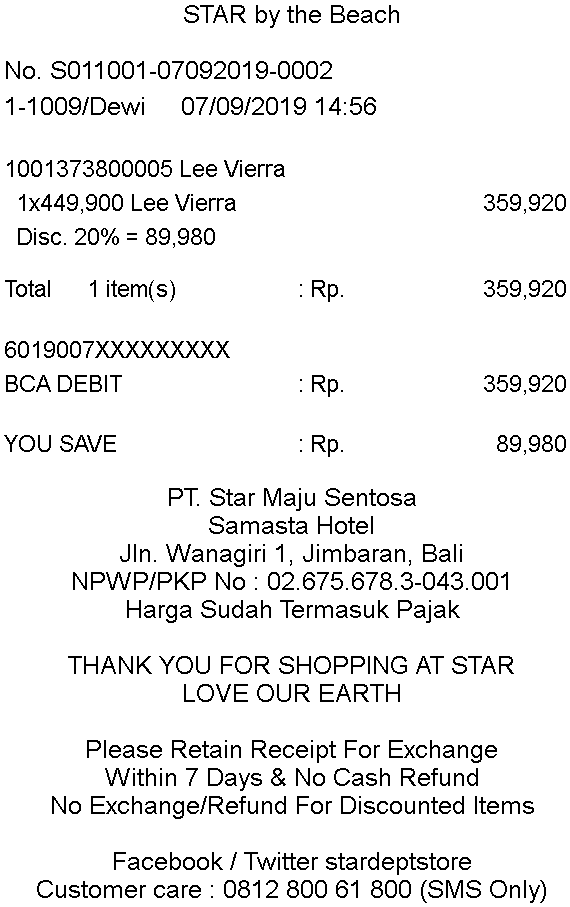 STAR by the Beach
No. S011001-07092019-0002
1-1009/Dewi 07/09/2019 14:56
1001373800005 Lee Vierra
1x449,900 Lee Vierra 359,920
Disc. 20% = 89,980
Total 1 item(s) : Rp. 359,920
6019007XXXXXXXXX
BCA DEBIT : Rp. 359,920
YOU SAVE : Rp. 89,980
PT. Star Maju Sentosa
Samasta Hotel
Jln. Wanagiri 1, Jimbaran, Bali
NPWP/PKP No : 02.675.678.3-043.001
Harga Sudah Termasuk Pajak
THANK YOU FOR SHOPPING AT STAR
LOVE OUR EARTH
Please Retain Receipt For Exchange
Within 7 Days & No Cash Refund
No Exchange/Refund For Discounted Items
Facebook / Twitter stardeptstore
Customer care : 0812 800 61 800 (SMS Only)